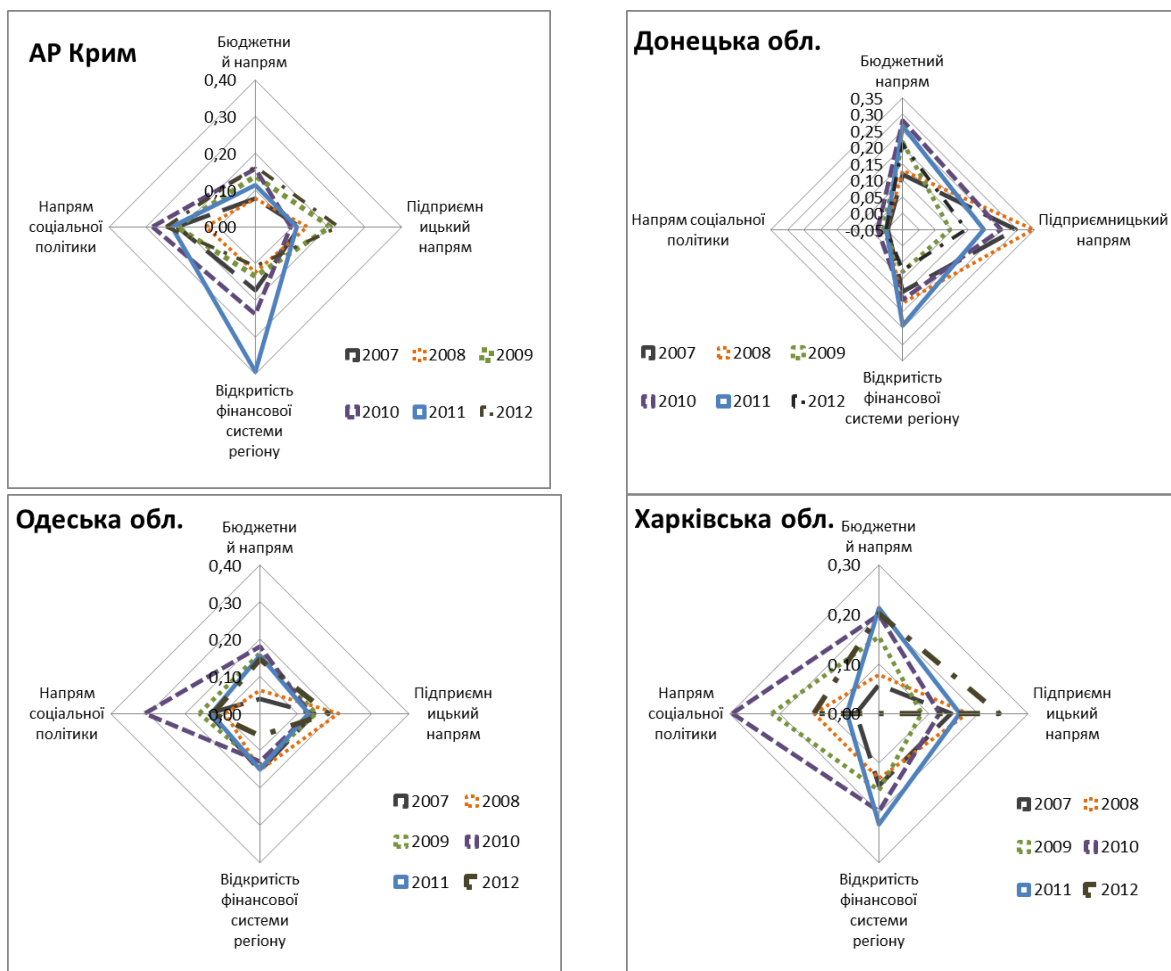 АР Крим
Бюджетни
й напрям
0,40
0,30
0,20
0,10
0,00
Напрям
соціальної
політики
Підприємн
ицький
напрям
Відкритість
фінансової
системи
регіону
2007 2008 2009
2010 2011 2012
Донецька обл.
Бюджетний
напрям
0,35
0,30
0,25
0,20
0,15
0,10
0,05
0,00
-0,05
Напрям соціальної
політики
Підприємницький
напрям
Відкритість
фінансової
системи регіону
2007 2008 2009
2010 2011 2012
Одеська обл.
Бюджетни
й напрям
0,40
0,30
0,20
0,10
0,00
Напрям
соціальної
політики
Підприємн
ицький
напрям
Відкритість
фінансової
системи
регіону
2007 2008
2009 2010
2011 2012
Харківська обл.
Бюджетни
й напрям
0,30
0,20
0,10
0,00
Напрям
соціальної
політики
Підприємн
ицький
напрям
Відкритість
фінансової
системи
регіону
2007 2008
2009 2010
2011 2012